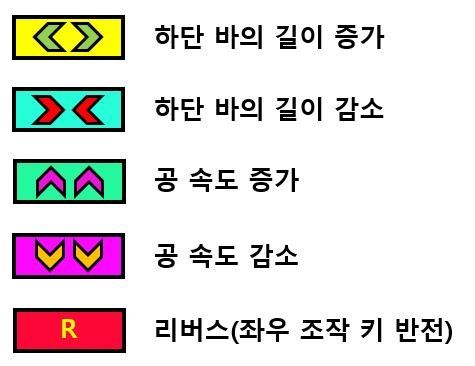 하단 바의 길이 증가
하단 바의 길이 감소
공 속도 증가
공 속도 감소
R 리버스(좌우 조작 키 반전)